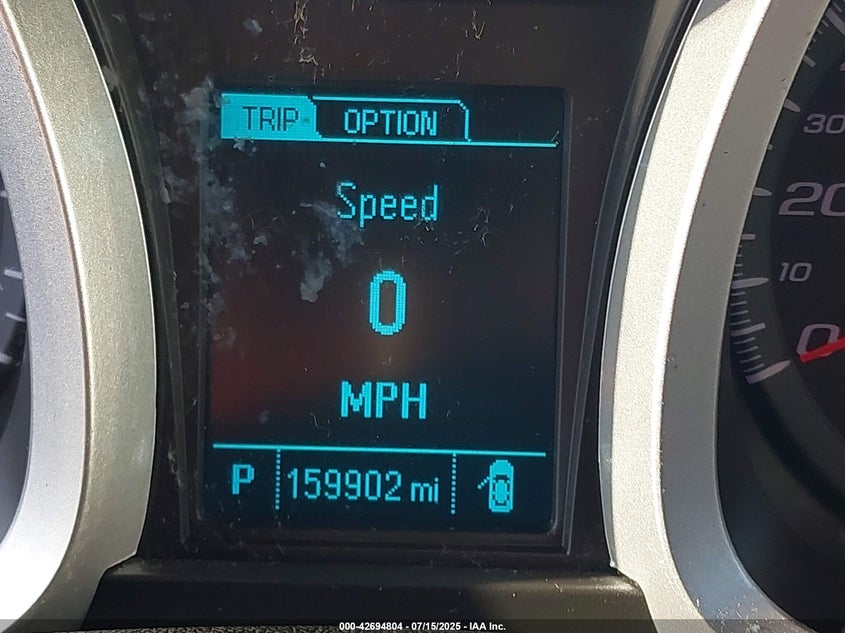 TRIP OPTION
Speed
0
MPH
P 159902 mi
30
20
10
0
000-42694804 - 07/15/2025 - IAA Inc.